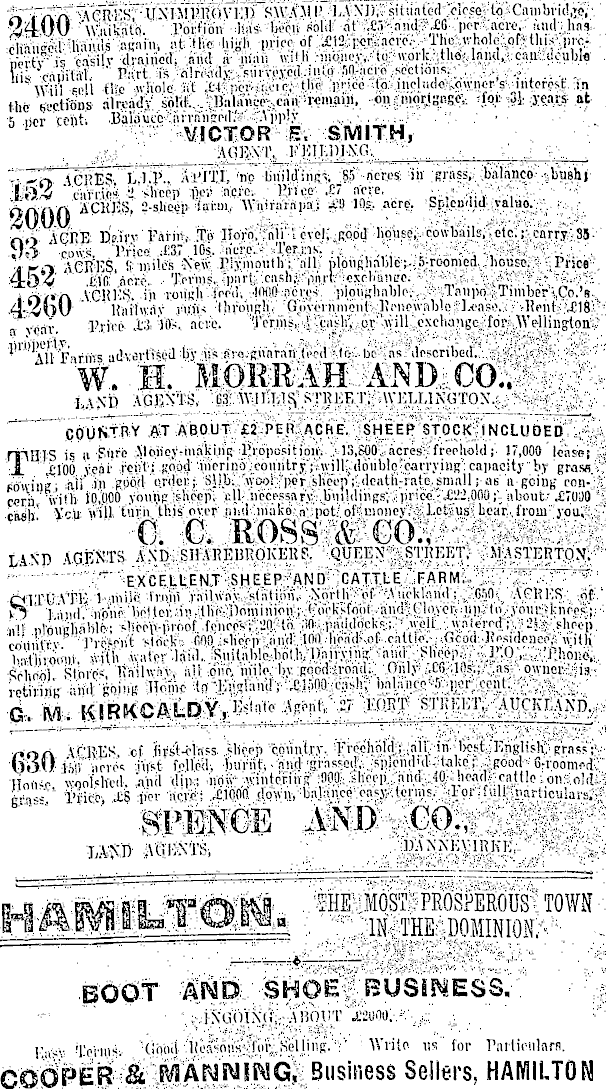 2400 ACRES, UNIMPROVED SWAMP LAND, situated close to Cambridge,
Waikato. Portion has been sold at £5 and £6 per acre, and has
changed hands again, at the high price of £12 per acre. The whole of this pro-
perty is easily drained, and a man with money, to work the land, can double
his capital. Part is already surveyed into 50-acre sections.
Will sell the whole at £4 per acre, the price to include owner's interest in
the sections already sold. Balance can remain, on mortgage, for 3½ years at
5 per cent. Balance arranged. Apply
VICTOR E. SMITH,
AGENT, FEILDING.
152 ACRES, L.I.P., APITI, no buildings, 85 acres in grass, balance bush;
carries 2 sheep per acre. Price £7 acre.
2000 ACRES, 2-sheep farm, Wairarapa; £9 10s. acre. Splendid value.
93 ACRE Dairy Farm, Te Horo, all level, good house, cowbails, etc.; carry 35
cows. Price £37 10s. acre. Terms.
452 ACRES, 8 miles New Plymouth; all ploughable; 5-roomed house. Price
£16 acre. Terms, part cash, part exchange.
4260 ACRES, in rough feed, 4000 acres ploughable. Taupo Timber Co.'s
Railway runs through. Government Renewable Lease. Rent £18
a year. Price £3 10s. acre. Terms, cash, or will exchange for Wellington
property.
All Farms advertised by us are guaranteed to be as described.
W. H. MORRAH AND CO.,
LAND AGENTS, 63 WILLIS STREET, WELLINGTON.
COUNTRY AT ABOUT £2 PER ACRE. SHEEP STOCK INCLUDED
THIS is a Sure Money-making Proposition. 13,800 acres freehold; 17,000 lease;
£100 year rent; good merino country; will double carrying capacity by grass
sowing; all in good order; 8lb. wool per sheep; death-rate small; as a going con-
cern, with 10,000 young sheep, all necessary buildings, price £22,000; about £7000
cash. You will turn this over and make a pot of money. Let us hear from you.
C. C. ROSS & CO.,
LAND AGENTS AND SHAREBROKERS, QUEEN STREET, MASTERTON.
EXCELLENT SHEEP AND CATTLE FARM.
SITUATE 1 mile from railway station, North of Auckland; 650 ACRES of
Land, none better in the Dominion; Cocksfoot and Clover up to your knees;
all ploughable; sheep-proof fences; 20 to 30 paddocks; well watered; 2½ sheep
country. Present stock 600 sheep and 100 head of cattle. Good Residence, with
bathroom, with water laid. Suitable both Dairying and Sheep. P.O., 'Phone,
School, Stores, Railway, all one mile by good road. Only £6 10s., as owner is
retiring and going Home to England; £1500 cash, balance 5 per cent.
G. M. KIRKCALDY, Estate Agent, 27 FORT STREET, AUCKLAND.
630 ACRES, of first-class sheep country. Freehold; all in best English grass;
150 acres just felled, burnt, and grassed, splendid take; good 6-roomed
House, woolshed, and dip; now wintering 900 sheep and 40 head cattle on old
grass. Price, £8 per acre; £1000 down, balance easy terms. For full particulars,
SPENCE AND CO.,
LAND AGENTS, DANNEVIRKE.
HAMILTON. THE MOST PROSPEROUS TOWN
IN THE DOMINION.
BOOT AND SHOE BUSINESS.
INGOING, ABOUT £2000.
Easy Terms. Good Reasons for Selling. Write us for Particulars.
COOPER & MANNING, Business Sellers, HAMILTON